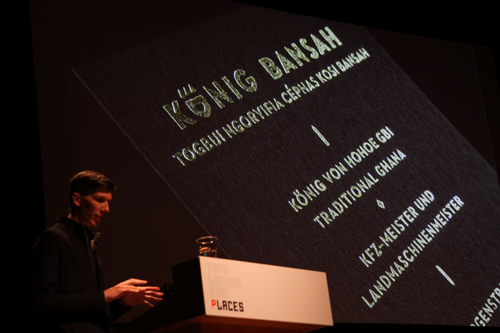 KÖNIG BANSAH
TOGBUI NGORYIFIA CÉPHAS KOSI BANSAH
KÖNIG VON HOHOE GBI
TRADITIONAL GHANA
KFZ-MEISTER UND
LANDMASCHINENMEISTER
PLACES